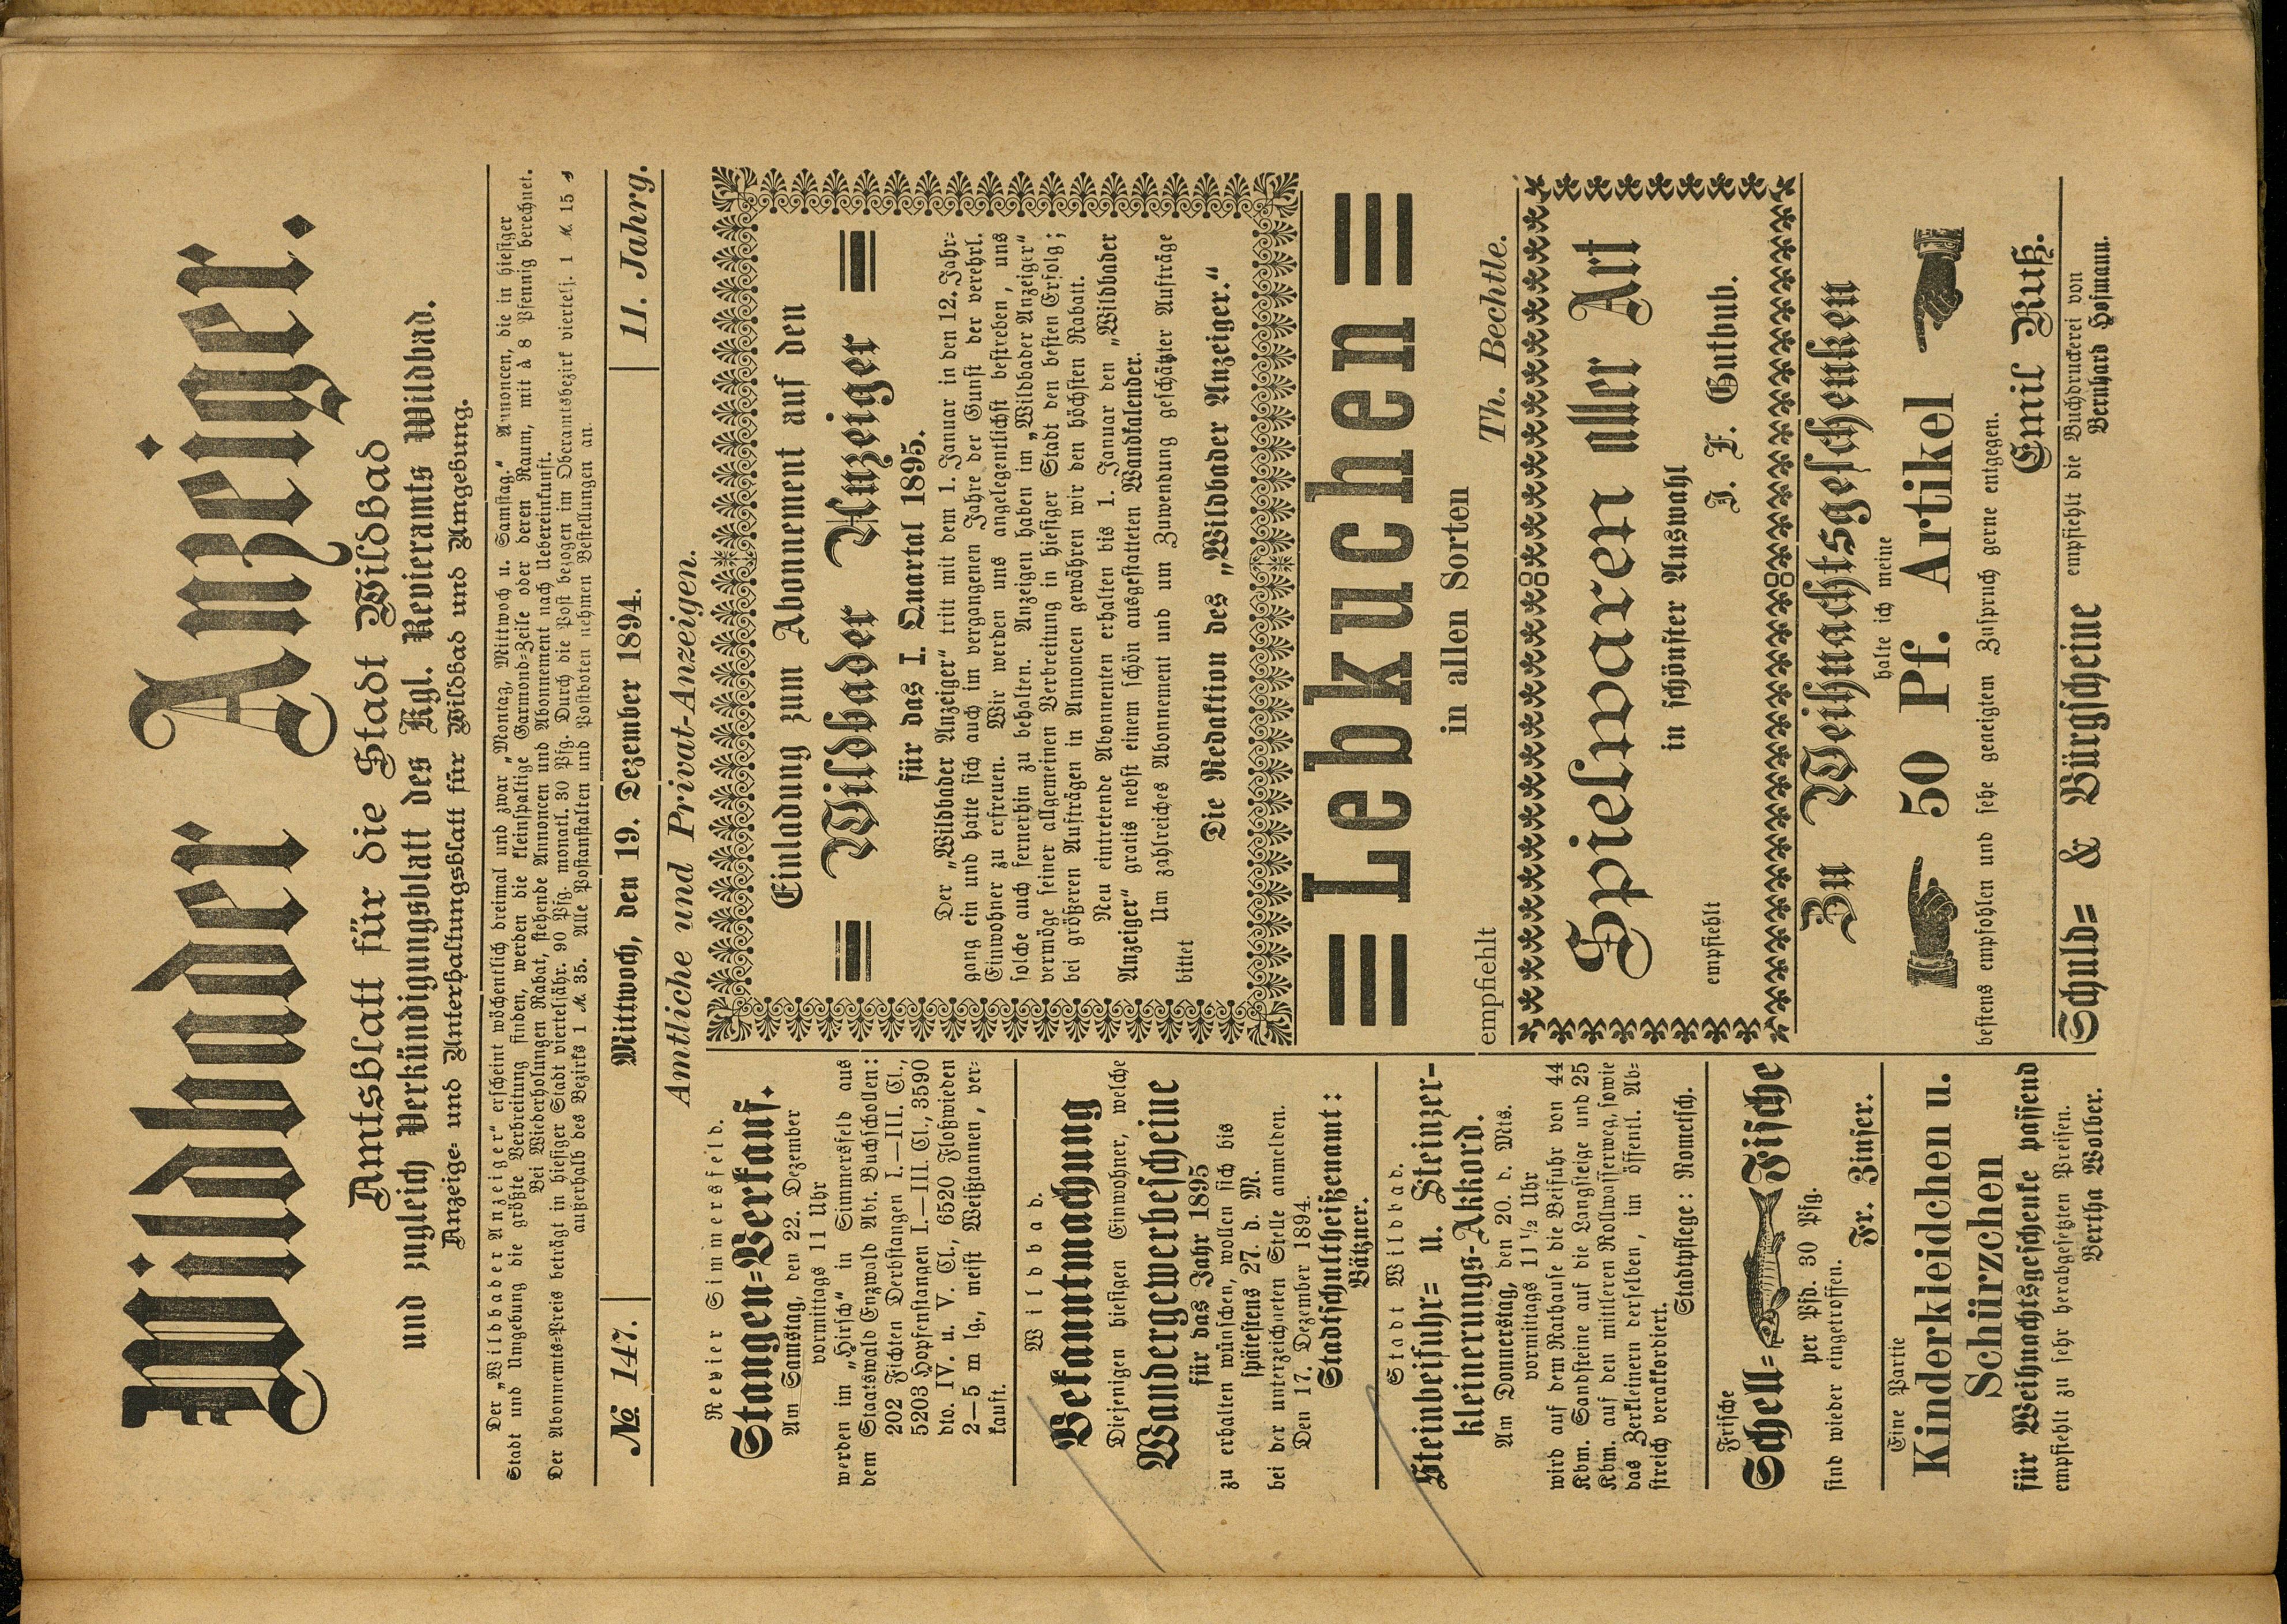 Wildbader Anzeiger.
Amtsblatt für die Stadt Wildbad
und zugleich Verkündigungsblatt des Kgl. Revieramts Wildbad.
Anzeige- und Unterhaltungsblatt für Wildbad und Umgebung.
Der „Wildbader Anzeiger“ erscheint wöchentlich dreimal und zwar „Montag, Mittwoch u. Samstag.“ Annoncen, die in hiesiger
Stadt und Umgebung die größte Verbreitung finden, werden die kleinspaltige Garmond-Zeile oder deren Raum, mit à 8 Pfennig berechnet.
Bei Wiederholungen Rabat, stehende Annoncen und Abonnement nach Uebereinkunft.
Der Abonnements-Preis beträgt in hiesiger Stadt vierteljähr. 90 Pfg. monatl. 30 Pfg. Durch die Post bezogen im Oberamtsbezirk viertelj. 1 ℳ 15 ₰
außerhalb des Bezirks 1 ℳ 35. Alle Postanstalten und Postboten nehmen Bestellungen an.
№ 147.
Mittwoch, den 19. Dezember 1894.
11. Jahrg.
Amtliche und Privat-Anzeigen.
Revier Simmersfeld.
Stangen-Verkauf.
Am Samstag, den 22. Dezember
vormittags 11 Uhr
werden im „Hirsch“ in Simmersfeld aus
dem Staatswald Enzwald Abt. Buchschollen:
202 Fichten Derbstangen I.—III. Cl.,
5203 Hopfenstangen I.—III. Cl., 3590
dto. IV. u. V. Cl., 6520 Floßwieden
2—5 m lg., meist Weißtannen, ver-
kauft.
Wildbad.
Bekanntmachung
Diejenigen hiesigen Einwohner, welche
Wandergewerbescheine
für das Jahr 1895
zu erhalten wünschen, wollen sich bis
spätestens 27. d. M.
bei der unterzeichneten Stelle anmelden.
Den 17. Dezember 1894.
Stadtschultheißenamt:
Bätzner.
Stadt Wildbad.
Steinbeifuhr- u. Steinzer-
kleinerungs-Akkord.
Am Donnerstag, den 20. d. Mts.
vormittags 11½ Uhr
wird auf dem Rathause die Beifuhr von 44
Kbm. Sandsteine auf die Langsteige und 25
Kbm. auf den mittleren Rollwasserweg, sowie
das Zerkleinern derselben, im öffentl. Ab-
streich verakkordiert.
Stadtpflege: Rometsch.
Frische
Schell-Fische
per Pfd. 30 Pfg.
sind wieder eingetroffen.
Fr. Binser.
Eine Partie
Kinderkleidchen u.
Schürzchen
für Weihnachtsgeschenke passend
empfiehlt zu sehr herabgesetzten Preisen.
Bertha Wolber.
Einladung zum Abonnement auf den
Wildbader Anzeiger
für das I. Quartal 1895.
Der „Wildbader Anzeiger“ tritt mit dem 1. Januar in den 12. Jahr-
gang ein und hatte sich auch im vergangenen Jahre der Gunst der verehrl.
Einwohner zu erfreuen. Wir werden uns angelegentlichst bestreben, uns
solche auch fernerhin zu behalten. Anzeigen haben im „Wildbader Anzeiger“
vermöge seiner allgemeinen Verbreitung in hiesiger Stadt den besten Erfolg;
bei größeren Aufträgen in Annoncen gewähren wir den höchsten Rabatt.
Neu eintretende Abonnenten erhalten bis 1. Januar den „Wildbader
Anzeiger“ gratis nebst einem schön ausgestatteten Wandkalender.
Um zahlreiches Abonnement und um Zuwendung geschätzter Aufträge
bittet
Die Redaktion des „Wildbader Anzeiger.“
Lebkuchen
in allen Sorten
empfiehlt Th. Bechtle.
Spielwaren aller Art
in schönster Auswahl
empfiehlt J. F. Gutbub.
Zu Weihnachtsgeschenken
halte ich meine
50 Pf. Artikel
bestens empfohlen und sehe geneigtem Zuspruch gerne entgegen.
Emil Ruß.
Schuld- & Bürgscheine empfiehlt die Buchdruckerei von
Bernhard Hofmann.